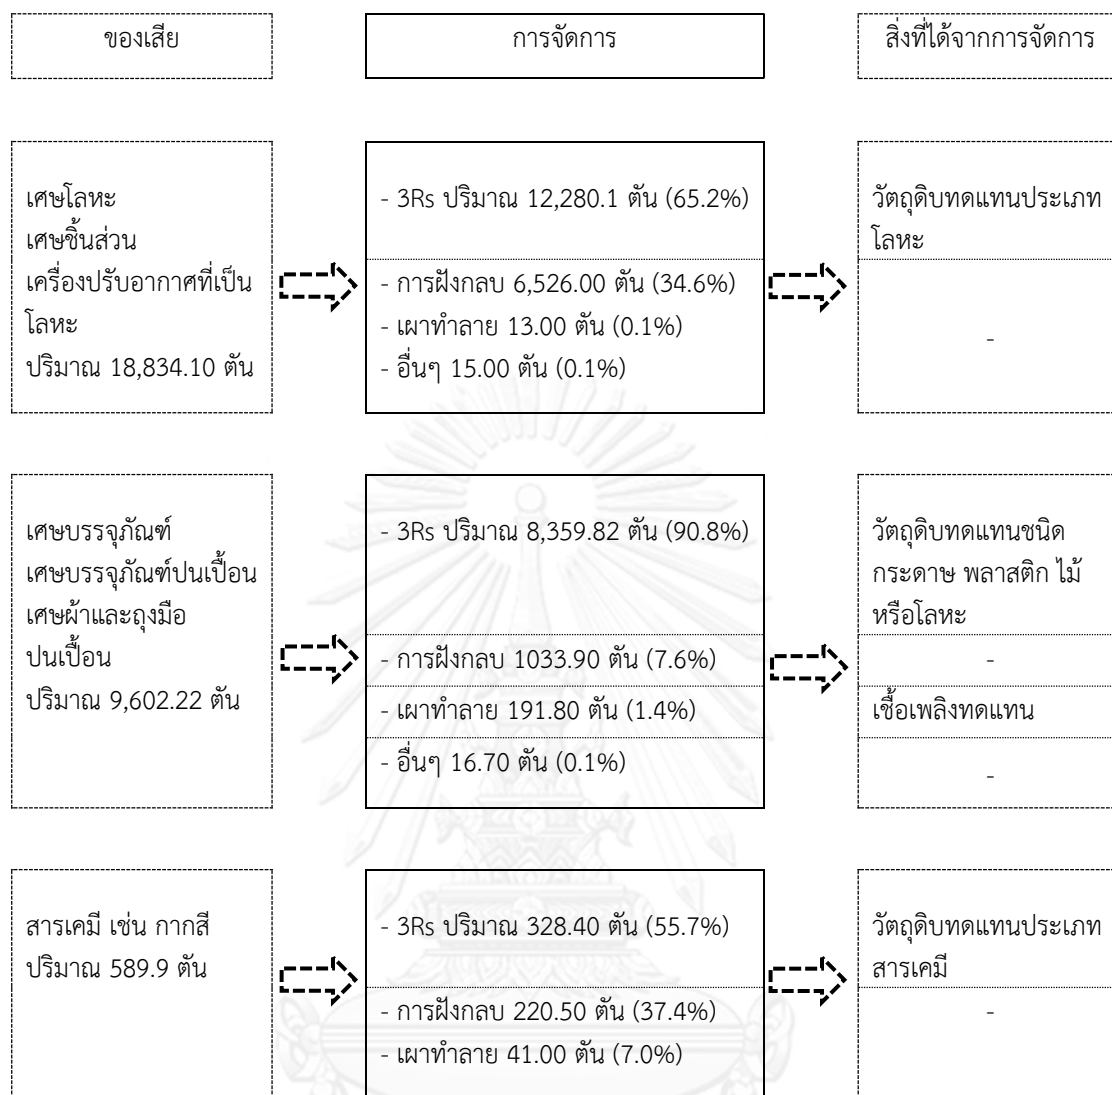 ของเสีย
การจัดการ
สิ่งที่ได้จากการจัดการ
เศษโลหะ
เศษชิ้นส่วน
เครื่องปรับอากาศที่เป็น
โลหะ
ปริมาณ 18,834.10 ตัน
- 3Rs ปริมาณ 12,280.1 ตัน (65.2%)
- การฝังกลบ 6,526.00 ตัน (34.6%)
- เผาทำลาย 13.00 ตัน (0.1%)
- อื่นๆ 15.00 ตัน (0.1%)
วัตถุดิบทดแทนประเภท
โลหะ
-
เศษบรรจุภัณฑ์
เศษบรรจุภัณฑ์ปนเปื้อน
เศษผ้าและถุงมือ
ปนเปื้อน
ปริมาณ 9,602.22 ตัน
- 3Rs ปริมาณ 8,359.82 ตัน (90.8%)
- การฝังกลบ 1033.90 ตัน (7.6%)
- เผาทำลาย 191.80 ตัน (1.4%)
- อื่นๆ 16.70 ตัน (0.1%)
วัตถุดิบทดแทนชนิด
กระดาษ พลาสติก ไม้
หรือโลหะ
-
เชื้อเพลิงทดแทน
-
สารเคมี เช่น กากสี
ปริมาณ 589.9 ตัน
- 3Rs ปริมาณ 328.40 ตัน (55.7%)
- การฝังกลบ 220.50 ตัน (37.4%)
- เผาทำลาย 41.00 ตัน (7.0%)
วัตถุดิบทดแทนประเภท
สารเคมี
-